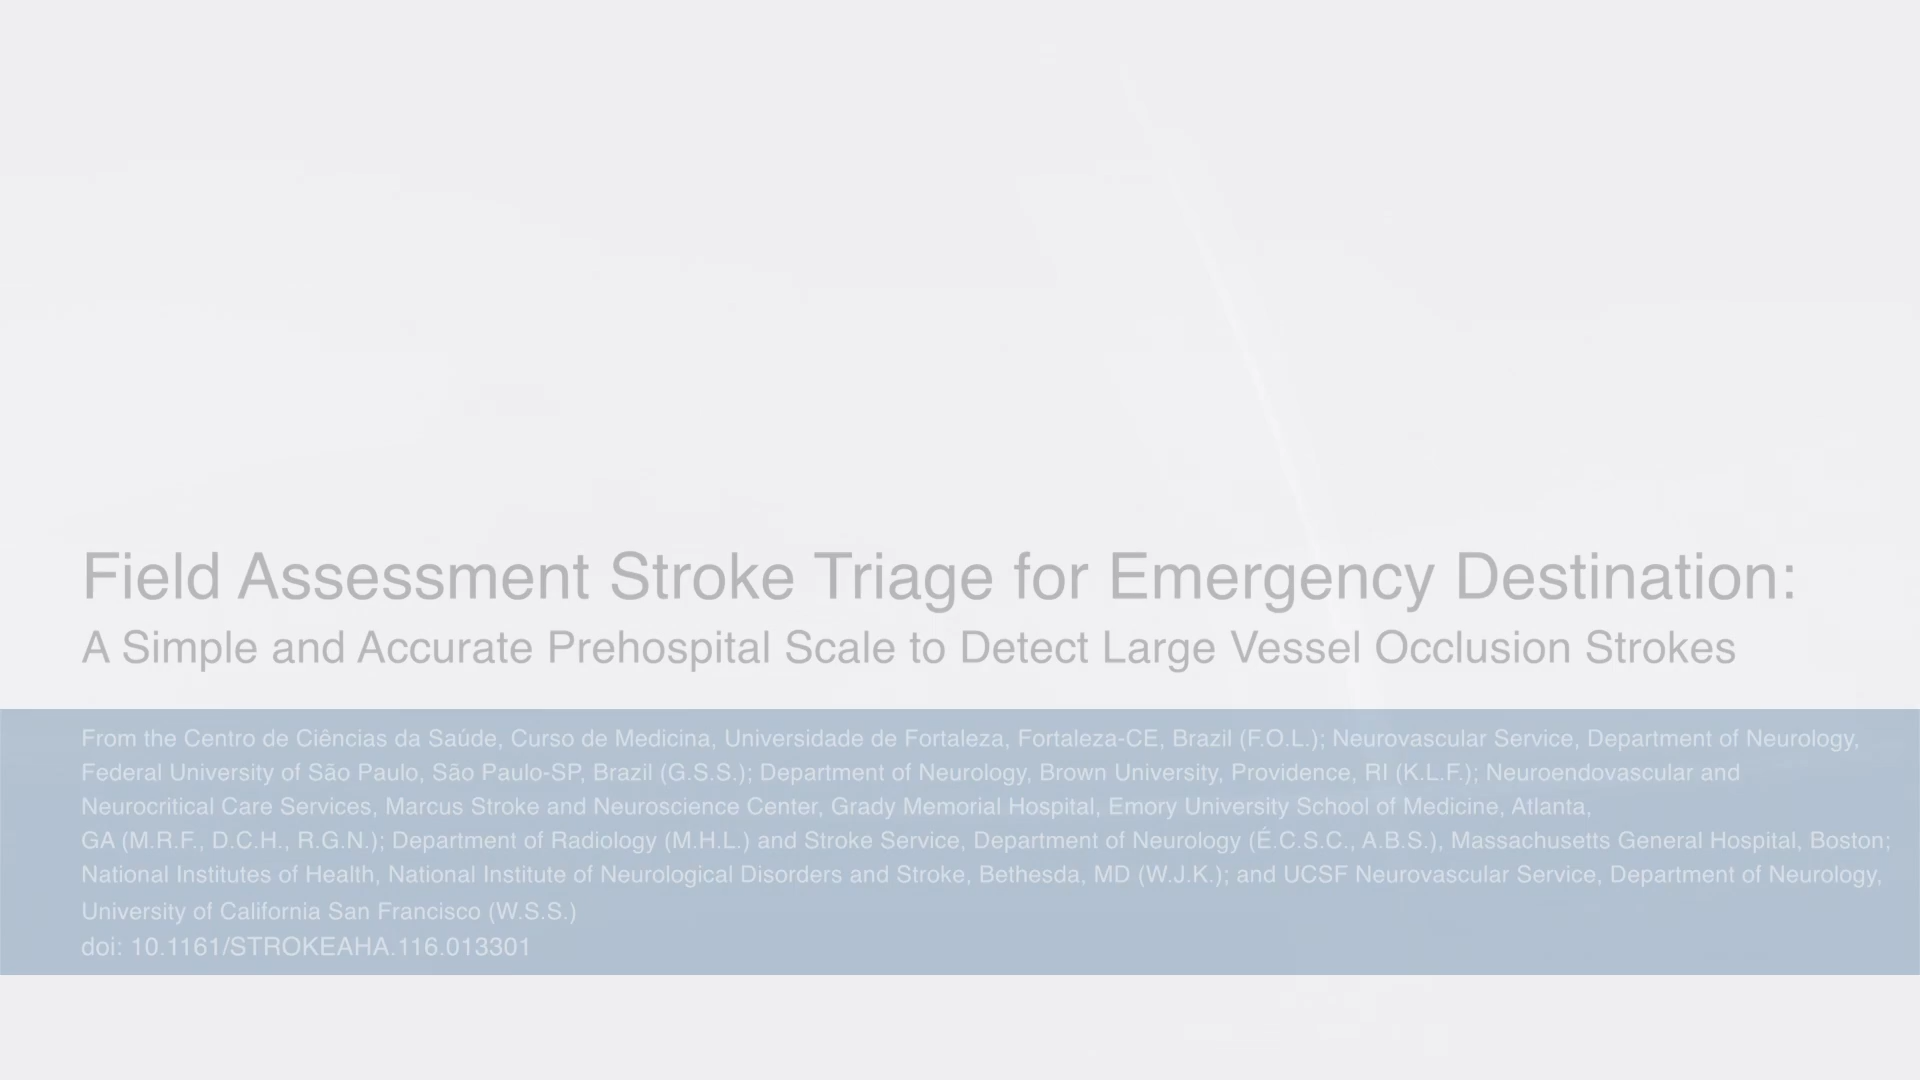 Field Assessment Stroke Triage for Emergency Destination:
A Simple and Accurate Prehospital Scale to Detect Large Vessel Occlusion Strokes
From the Centro de Ciências da Saúde, Curso de Medicina, Universidade de Fortaleza, Fortaleza-CE, Brazil (F.O.L.); Neurovascular Service, Department of Neurology,
Federal University of São Paulo, São Paulo-SP, Brazil (G.S.S.); Department of Neurology, Brown University, Providence, RI (K.L.F.); Neuroendovascular and
Neurocritical Care Services, Marcus Stroke and Neuroscience Center, Grady Memorial Hospital, Emory University School of Medicine, Atlanta,
GA (M.R.F., D.C.H., R.G.N.); Department of Radiology (M.H.L.) and Stroke Service, Department of Neurology (É.C.S.C., A.B.S.), Massachusetts General Hospital, Boston;
National Institutes of Health, National Institute of Neurological Disorders and Stroke, Bethesda, MD (W.J.K.); and UCSF Neurovascular Service, Department of Neurology,
University of California San Francisco (W.S.S.)
doi: 10.1161/STROKEAHA.116.013301